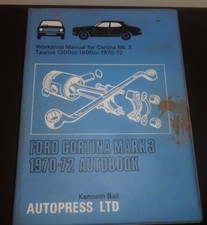 Workshop Manual for Cortina Mk 3,
Taunus 1300cc 1600cc 1970-72
FORD CORTINA MARK 3
1970-72 AUTOBOOK
Kenneth Ball
AUTOPRESS LTD